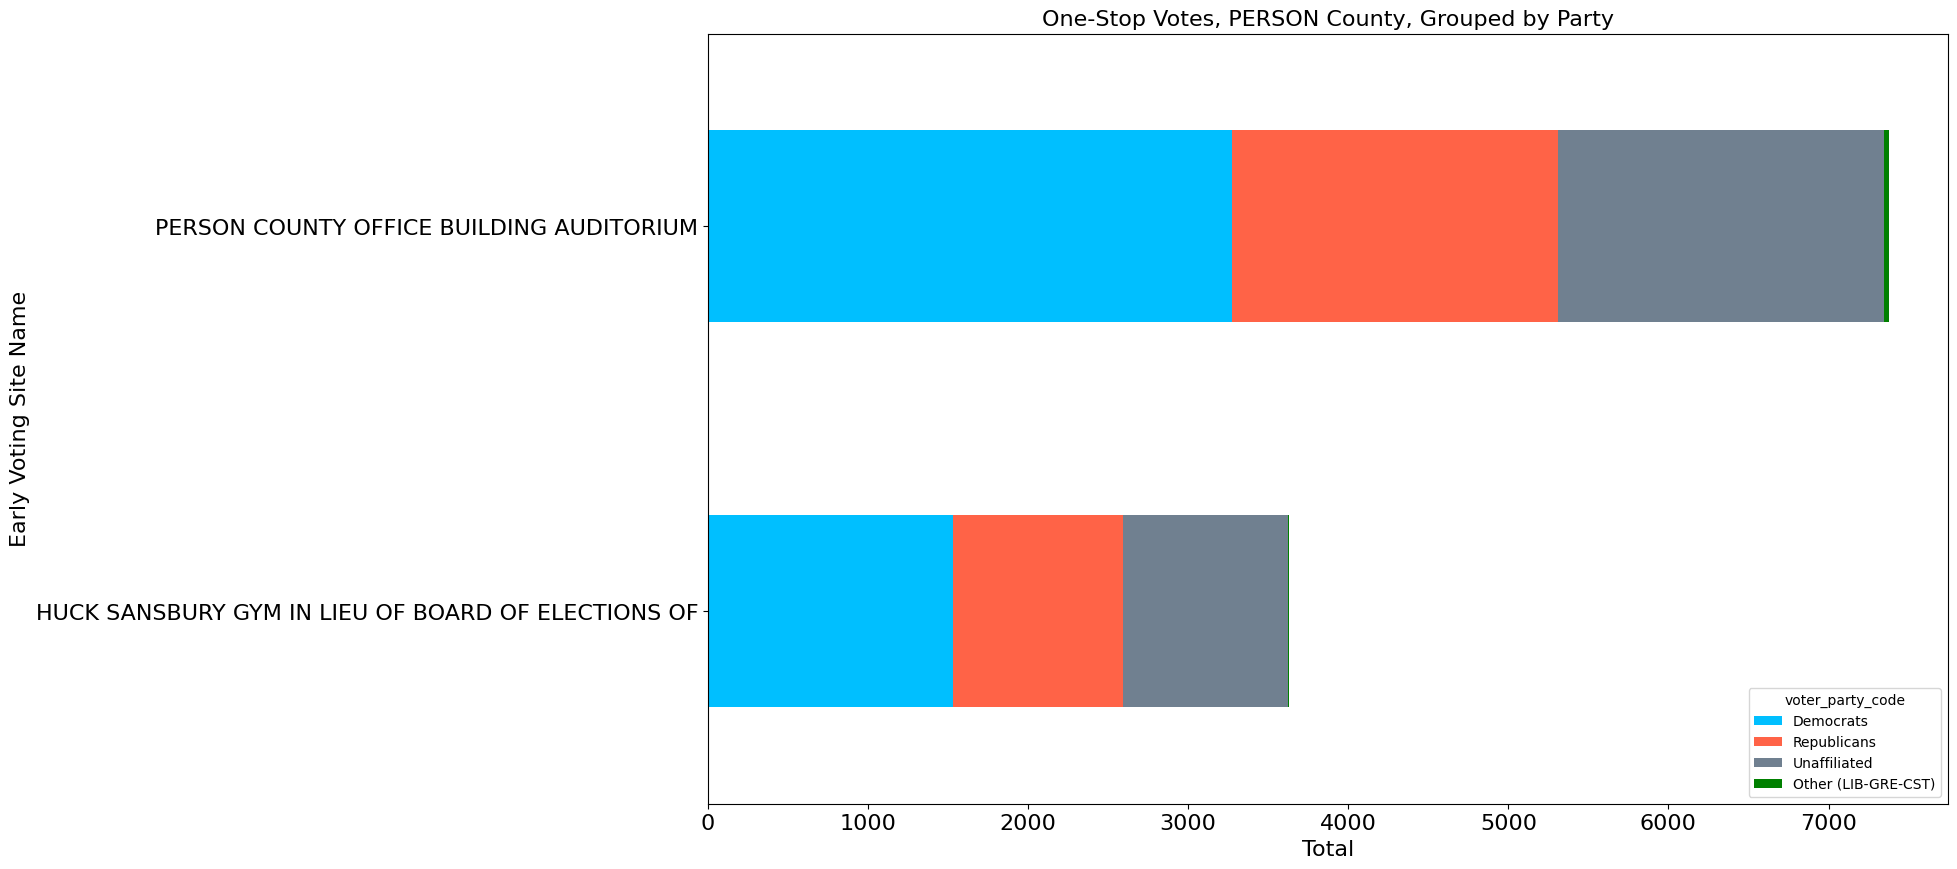 One-Stop Votes, PERSON County, Grouped by Party
Early Voting Site Name
PERSON COUNTY OFFICE BUILDING AUDITORIUM
HUCK SANSBURY GYM IN LIEU OF BOARD OF ELECTIONS OF
voter_party_code
Democrats
Republicans
Unaffiliated
Other (LIB-GRE-CST)
0 1000 2000 3000 4000 5000 6000 7000
Total